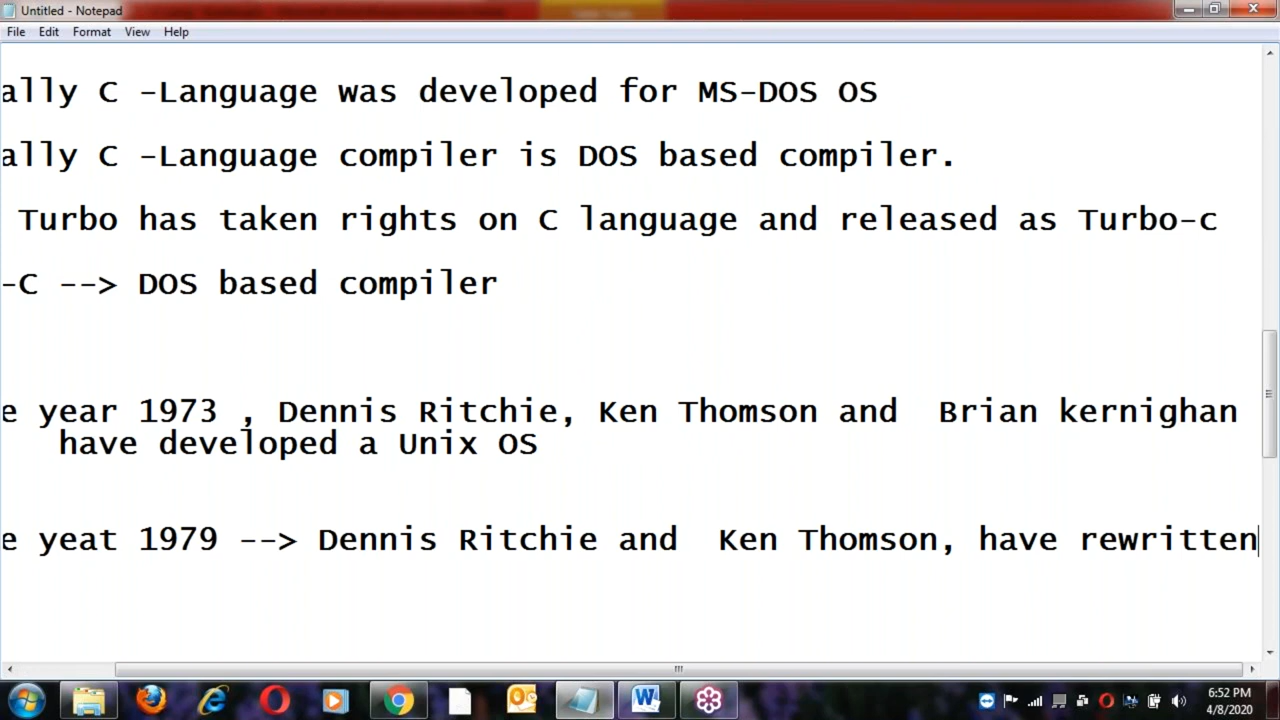 Untitled - Notepad
File Edit Format View Help
ally C -Language was developed for MS-DOS OS
ally C -Language compiler is DOS based compiler.
Turbo has taken rights on C language and released as Turbo-c
-C --> DOS based compiler
e year 1973 , Dennis Ritchie, Ken Thomson and  Brian kernighan
have developed a Unix OS
e yeat 1979 --> Dennis Ritchie and  Ken Thomson, have rewritten
6:52 PM
4/8/2020